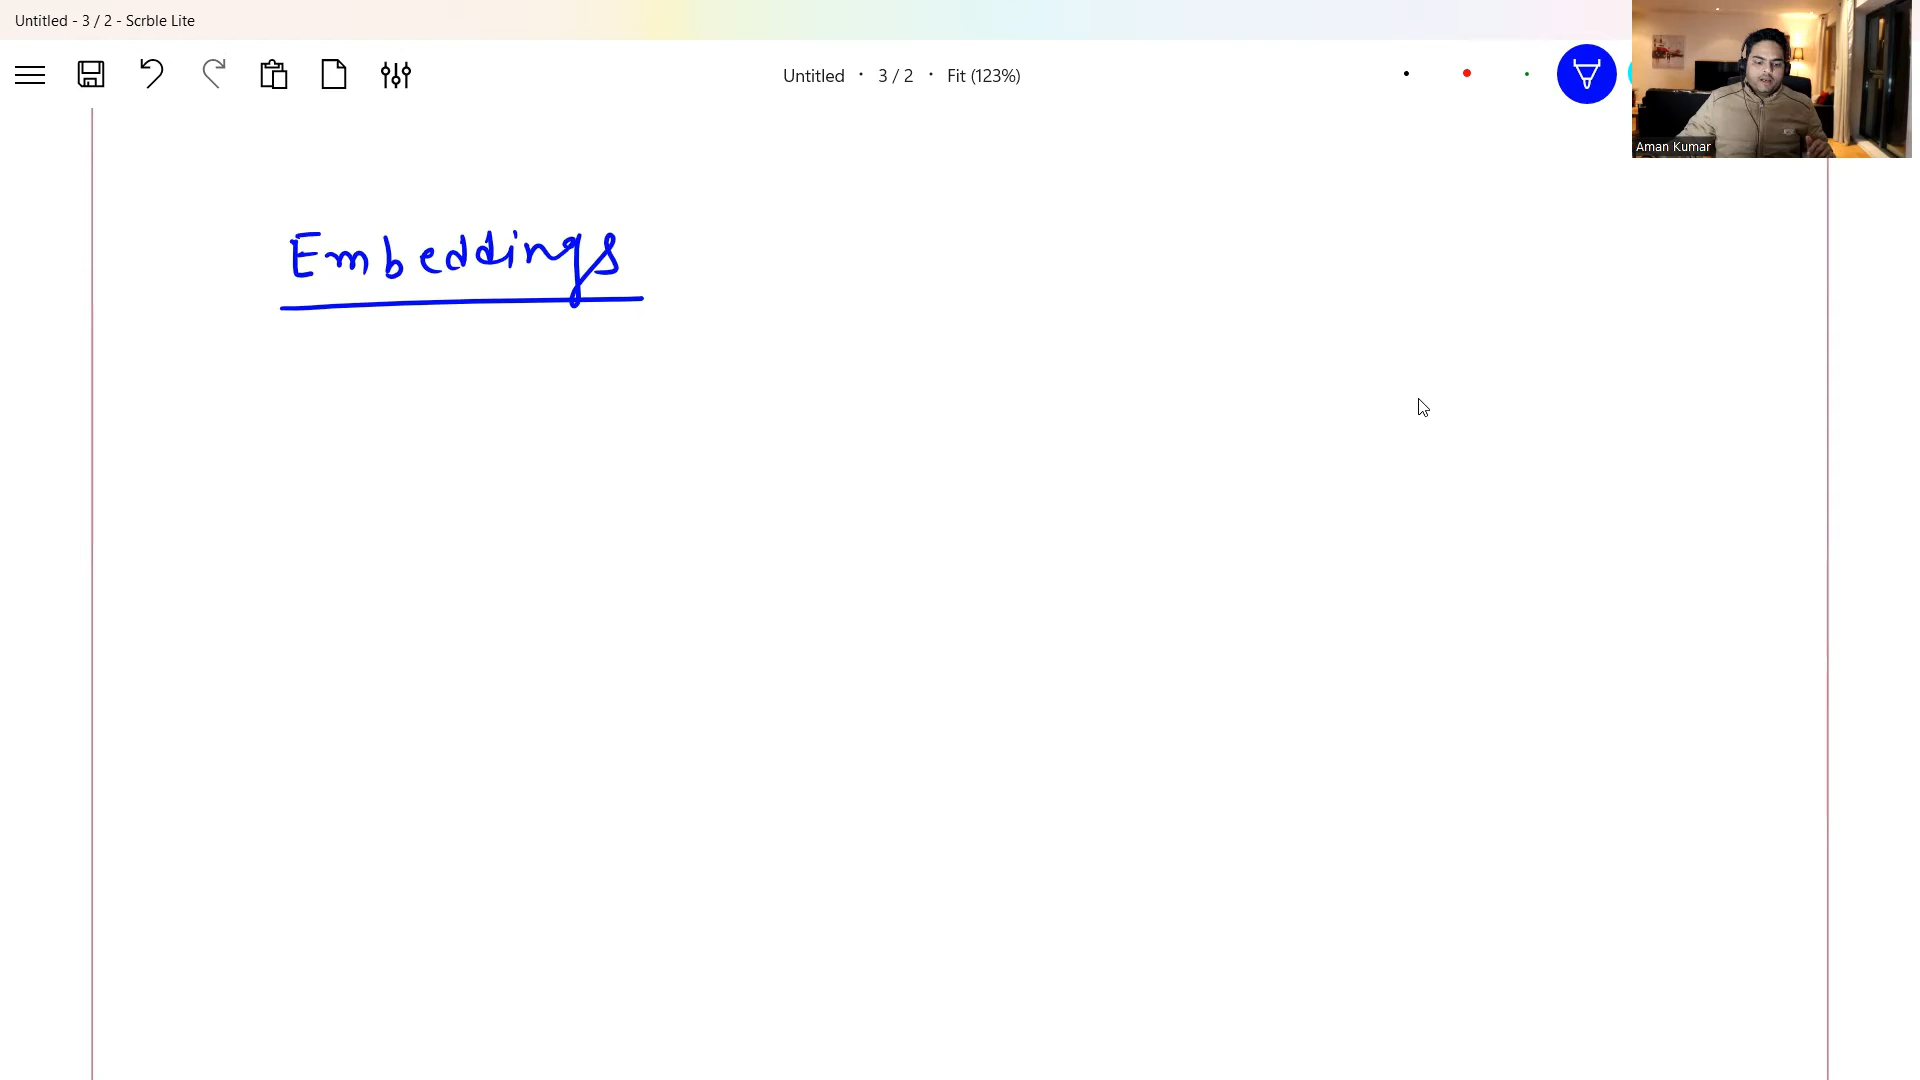 Untitled - 3 / 2 - Scrble Lite
Untitled • 3 / 2 • Fit (123%)
Aman Kumar
Embeddings